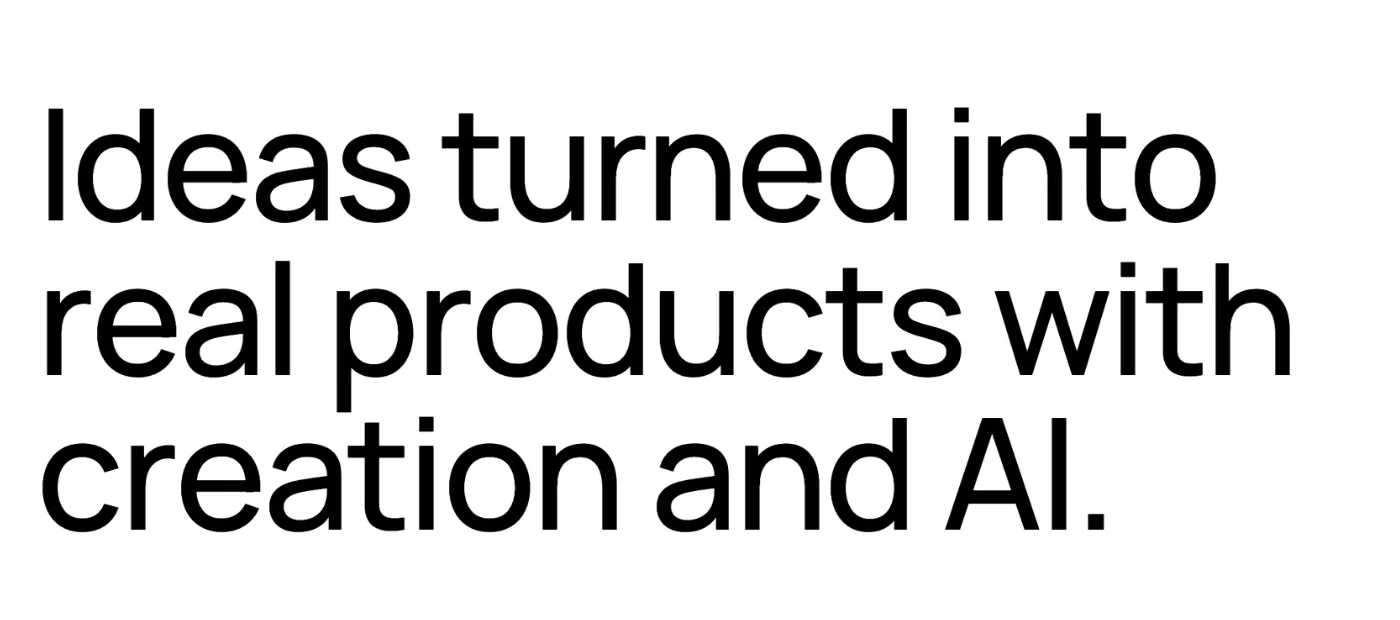 Ideas turned into
real products with
creation and AI.